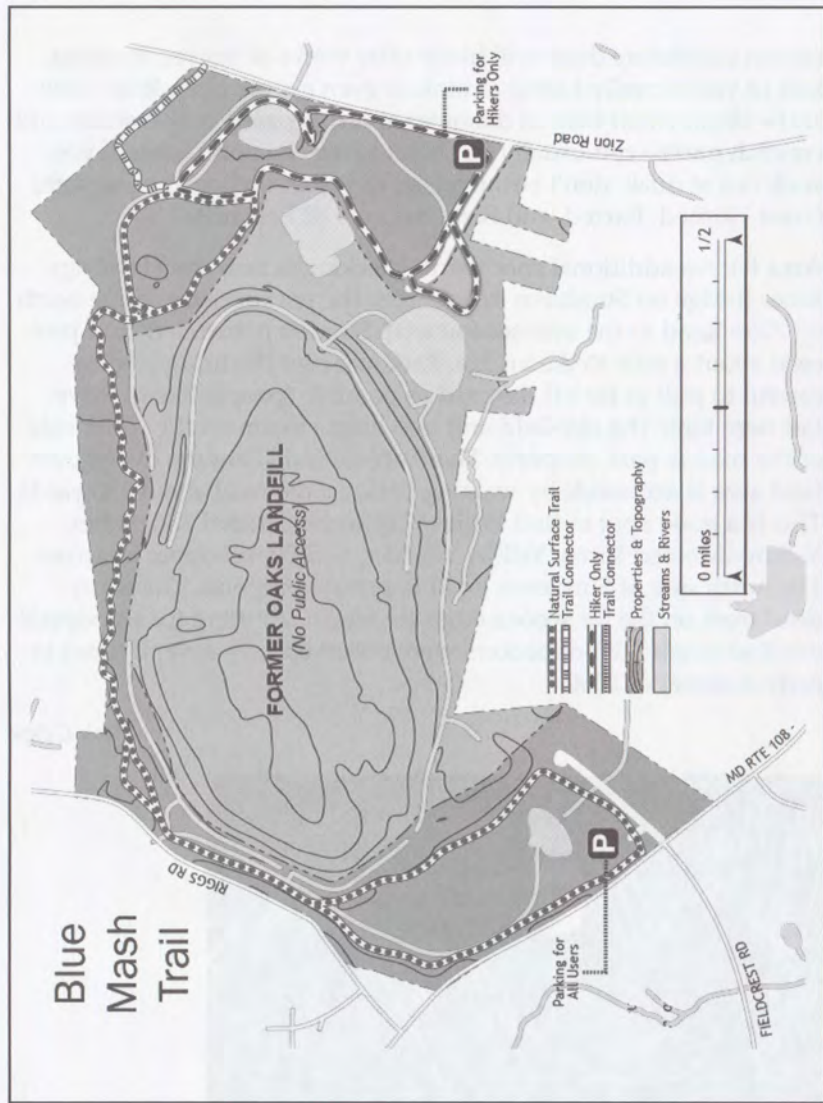 Blue
Mash
Trail
RIGGS RD
FORMER OAKS LANDFILL
(No Public Access)
Parking for
Hikers Only
P
Zion Road
Parking for
All Users
P
Natural Surface Trail
Trail Connector
Hiker Only
Trail Connector
Properties & Topography
Streams & Rivers
0 miles
1/2
MD RTE 108
FIELDCREST RD